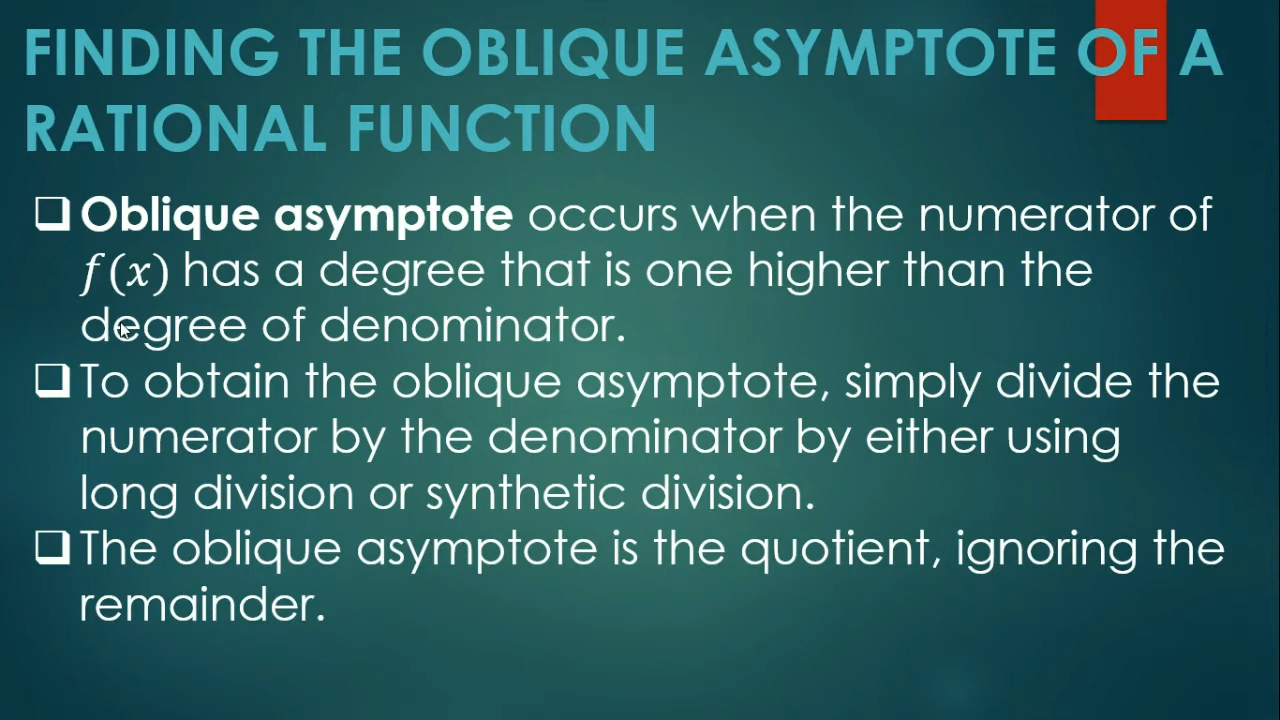 FINDING THE OBLIQUE ASYMPTOTE OF A
RATIONAL FUNCTION
❑ Oblique asymptote occurs when the numerator of
f(x) has a degree that is one higher than the
degree of denominator.
❑ To obtain the oblique asymptote, simply divide the
numerator by the denominator by either using
long division or synthetic division.
❑ The oblique asymptote is the quotient, ignoring the
remainder.